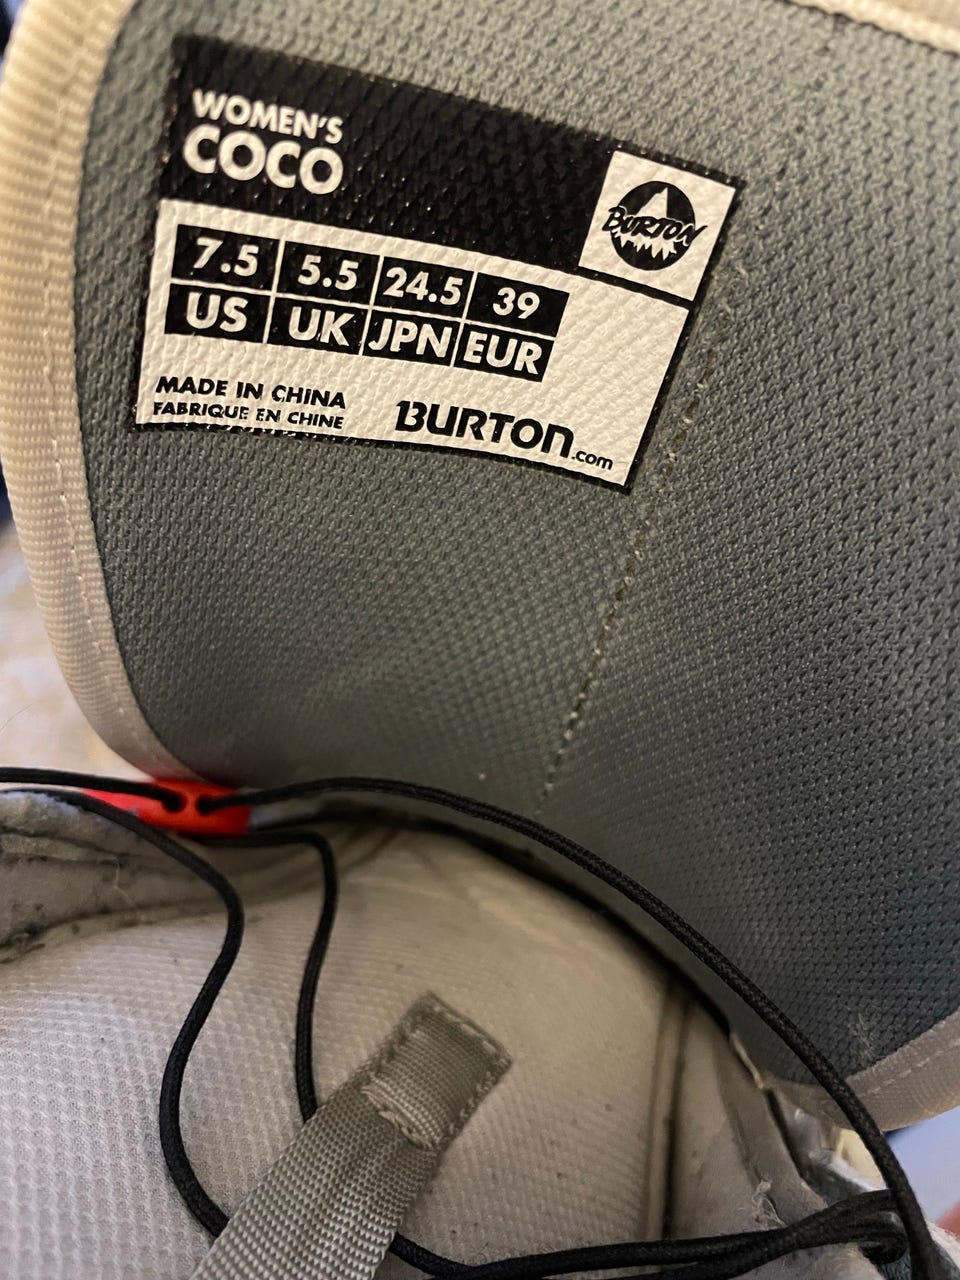 WOMEN'S
COCO
BURTON
7.5 5.5 24.5 39
US UK JPN EUR
MADE IN CHINA
FABRIQUE EN CHINE
BURTON.com